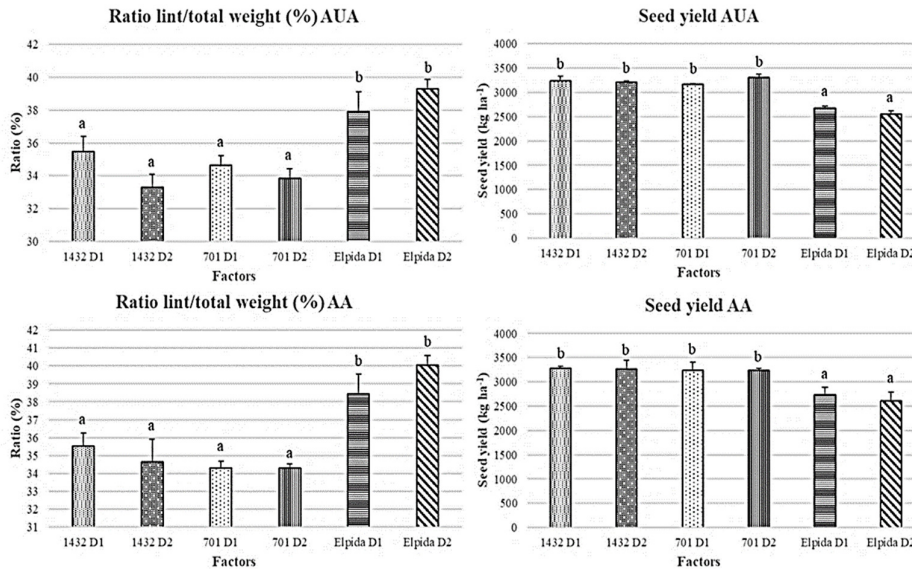 Ratio lint/total weight (%) AUA
Ratio (%)
42
40
38
36
34
32
30
a
a
a
a
b
b
1432 D1 1432 D2 701 D1 701 D2 Elpida D1 Elpida D2
Factors
Seed yield AUA
Seed yield (kg ha⁻¹)
4000
3500
3000
2500
2000
1500
1000
500
0
b
b
b
b
a
a
1432 D1 1432 D2 701 D1 701 D2 Elpida D1 Elpida D2
Factors
Ratio lint/total weight (%) AA
Ratio (%)
42
41
40
39
38
37
36
35
34
33
32
31
a
a
a
a
b
b
1432 D1 1432 D2 701 D1 701 D2 Elpida D1 Elpida D2
Factors
Seed yield AA
Seed yield (kg ha⁻¹)
4000
3500
3000
2500
2000
1500
1000
500
0
b
b
b
b
a
a
1432 D1 1432 D2 701 D1 701 D2 Elpida D1 Elpida D2
Factors